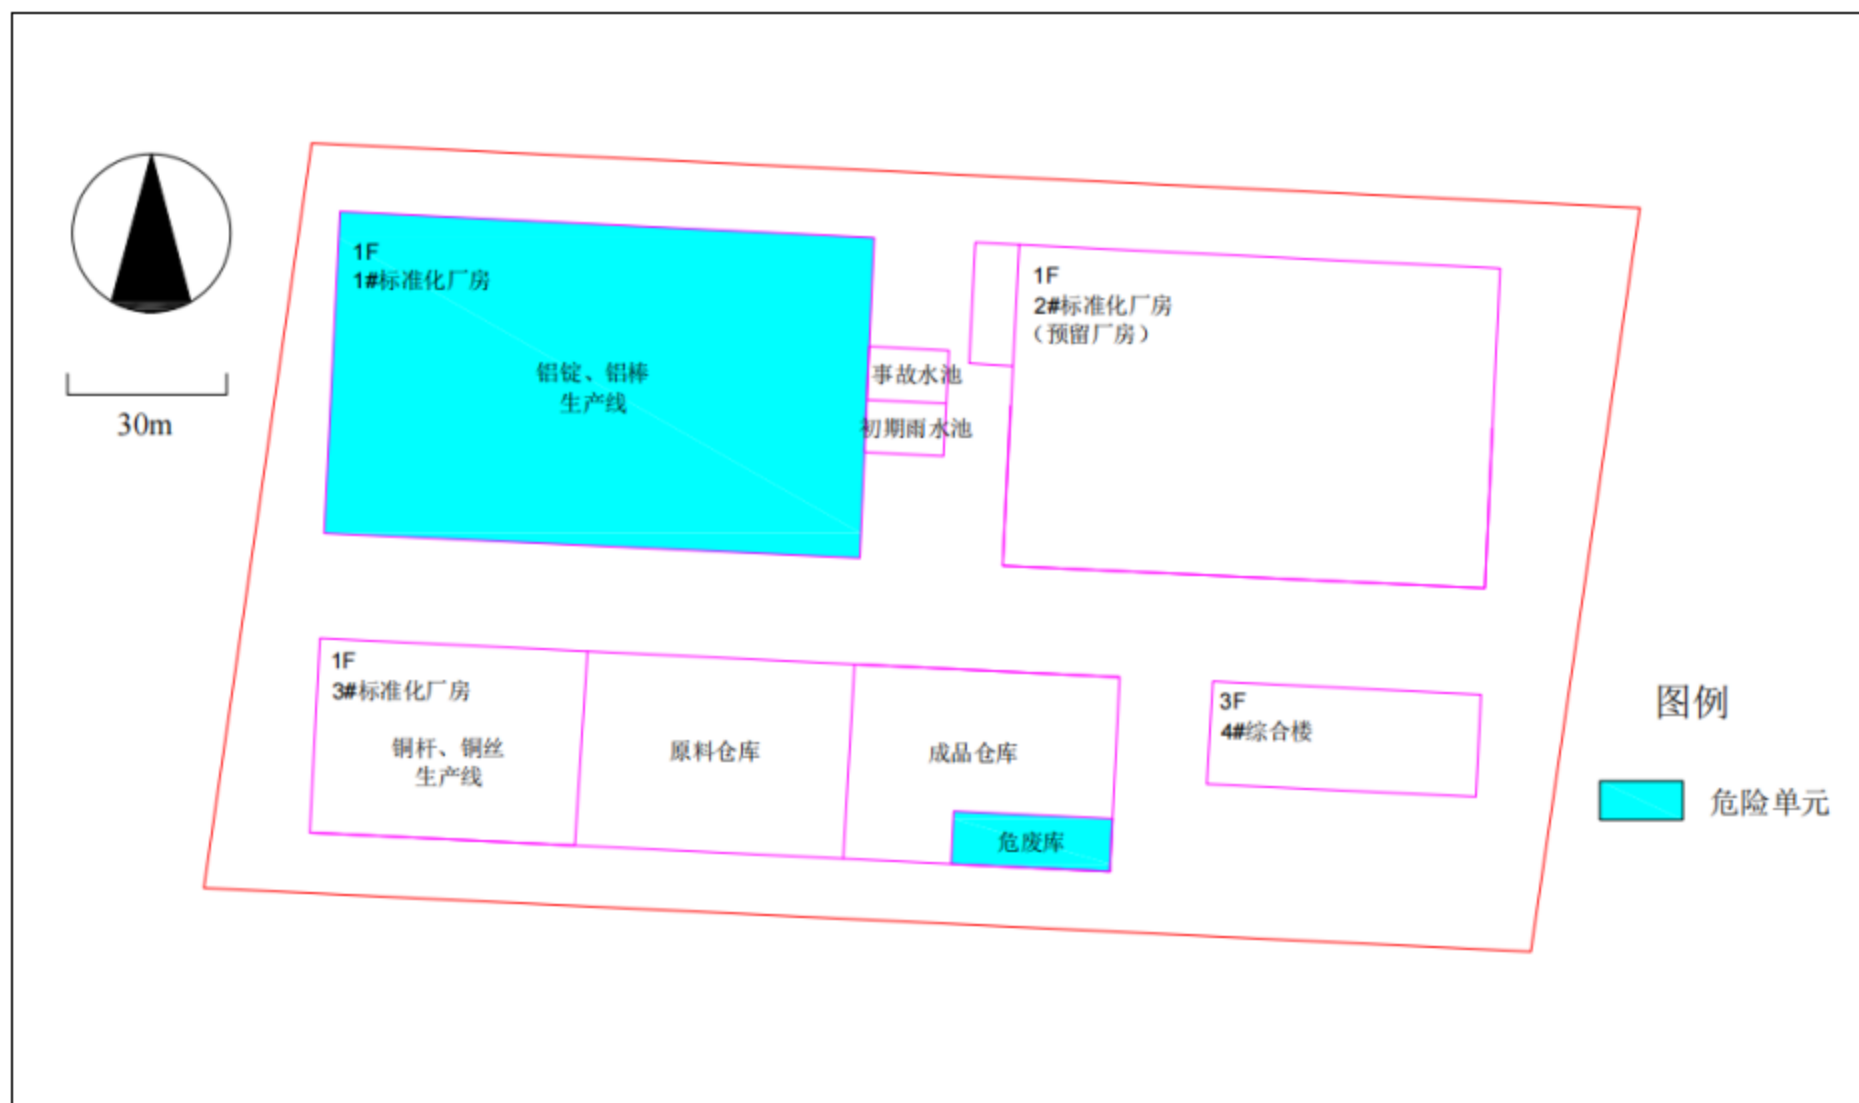 30m
1F
1#标准化厂房
铝锭、铝棒
生产线
事故水池
初期雨水池
1F
2#标准化厂房
（预留厂房）
1F
3#标准化厂房
铜杆、铜丝
生产线
原料仓库
成品仓库
危废库
3F
4#综合楼
图例
危险单元